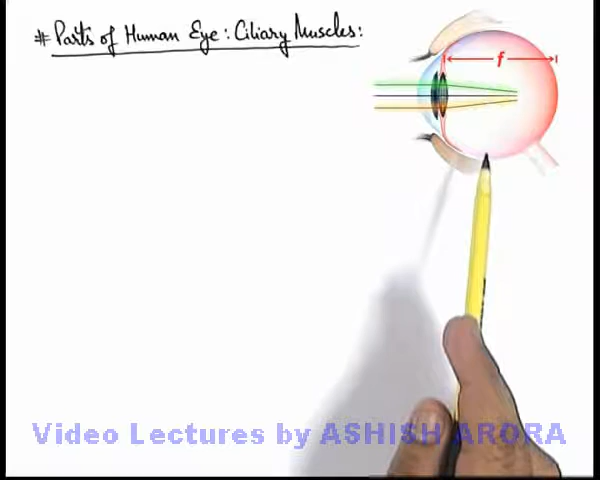 # Parts of Human Eye : Ciliary Muscles :
f
Video Lectures by ASHISH ARORA